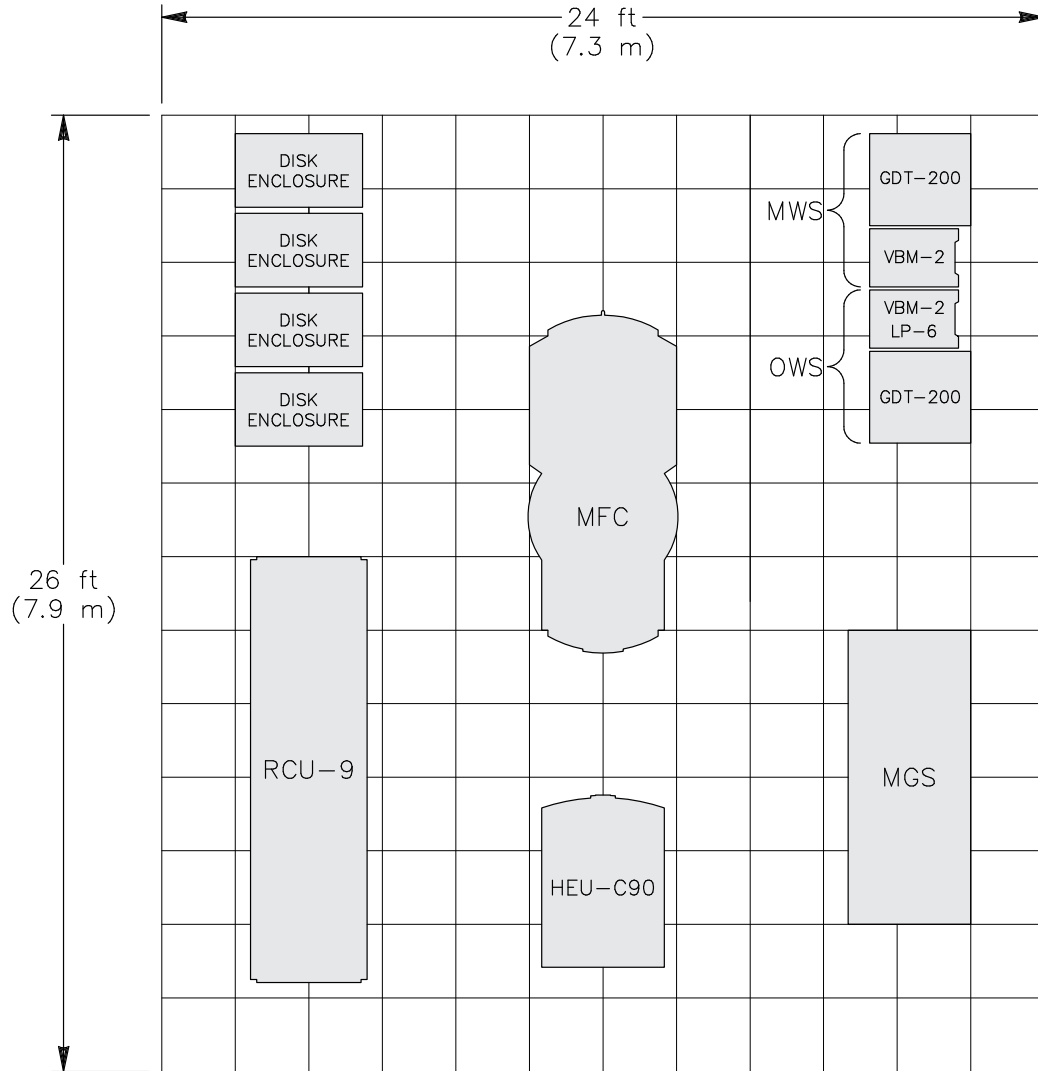 24 ft
(7.3 m)
26 ft
(7.9 m)
DISK
ENCLOSURE
DISK
ENCLOSURE
DISK
ENCLOSURE
DISK
ENCLOSURE
MWS
GDT-200
VBM-2
OWS
VBM-2
LP-6
GDT-200
MFC
RCU-9
HEU-C90
MGS